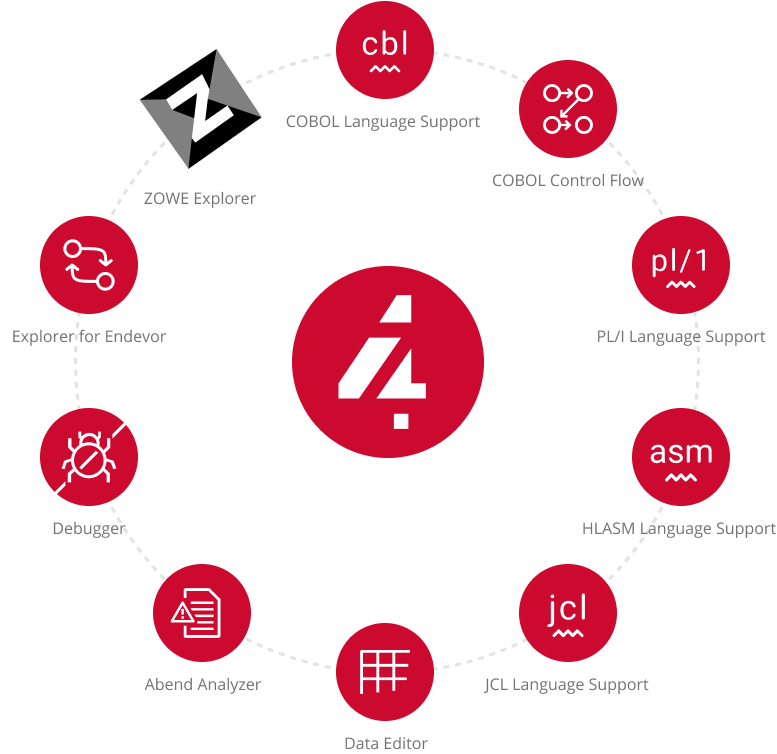 cbl
COBOL Language Support
COBOL Control Flow
pl/1
PL/I Language Support
asm
HLASM Language Support
jcl
JCL Language Support
Data Editor
Abend Analyzer
Debugger
Explorer for Endevor
Z
ZOWE Explorer
4